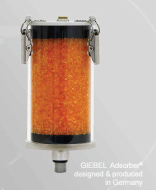 GIEBEL Adsorber®
designed & produced
in Germany